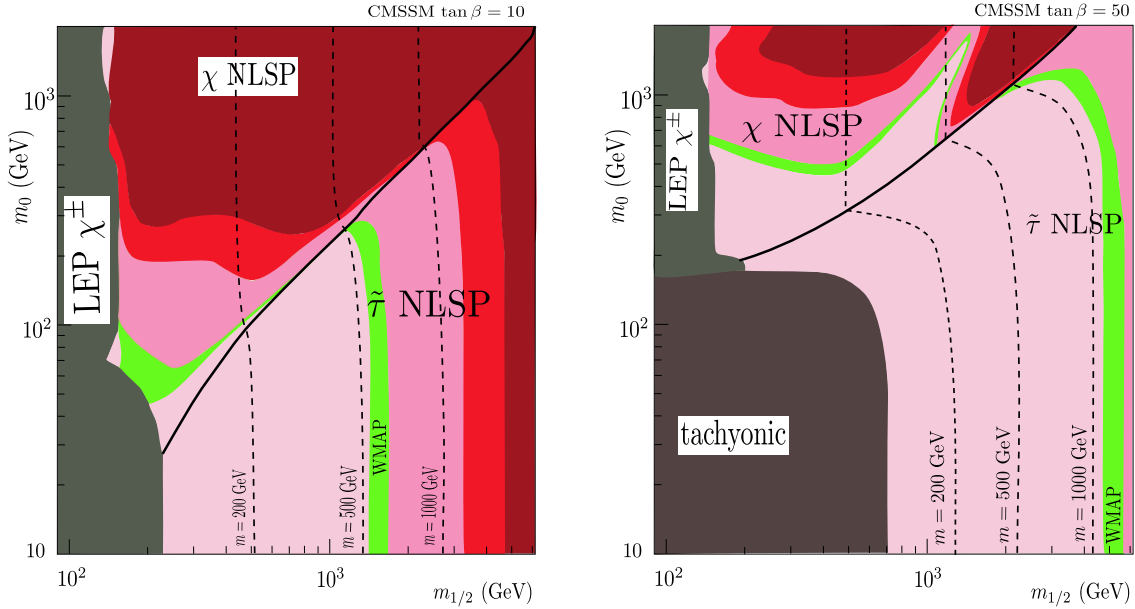 CMSSM tan β = 10
χ NLSP
10³
m₀ (GeV)
LEP χ±
τ̃ NLSP
10²
WMAP
m = 200 GeV
m = 500 GeV
m = 1000 GeV
10
10²
10³
m₁/₂ (GeV)
CMSSM tan β = 50
10³
m₀ (GeV)
LEP χ±
χ NLSP
τ̃ NLSP
10²
tachyonic
m = 200 GeV
m = 500 GeV
m = 1000 GeV
WMAP
10
10²
10³
m₁/₂ (GeV)